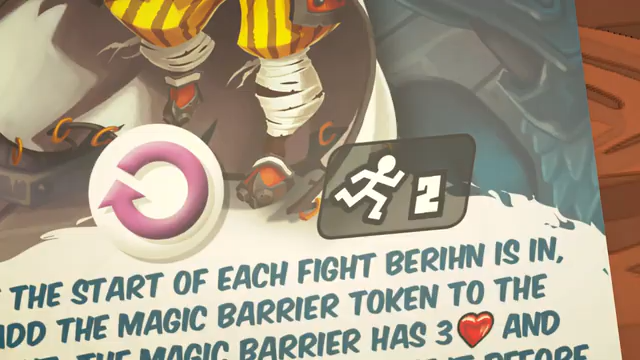 2
THE START OF EACH FIGHT BERIHN IS IN,
ADD THE MAGIC BARRIER TOKEN TO THE
THE MAGIC BARRIER HAS 3 AND
BEFORE